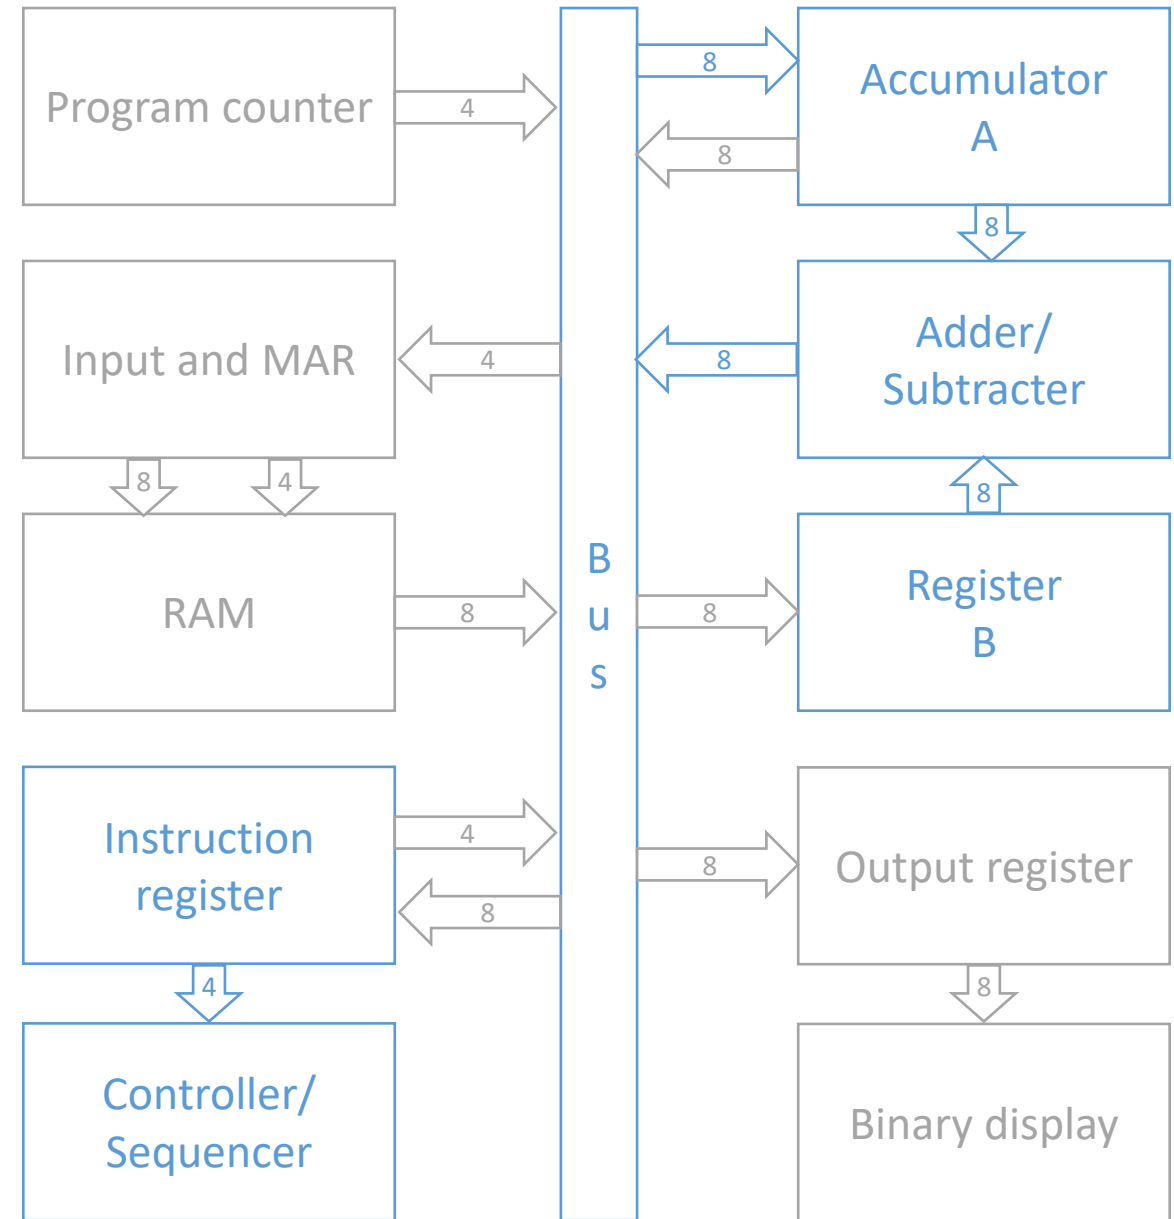 Program counter
4
8
Accumulator
A
8
8
Input and MAR
4
8
Adder/
Subtracter
8
4
8
RAM
8
B
u
s
8
Register
B
Instruction
register
4
8
8
Output register
4
8
Controller/
Sequencer
Binary display